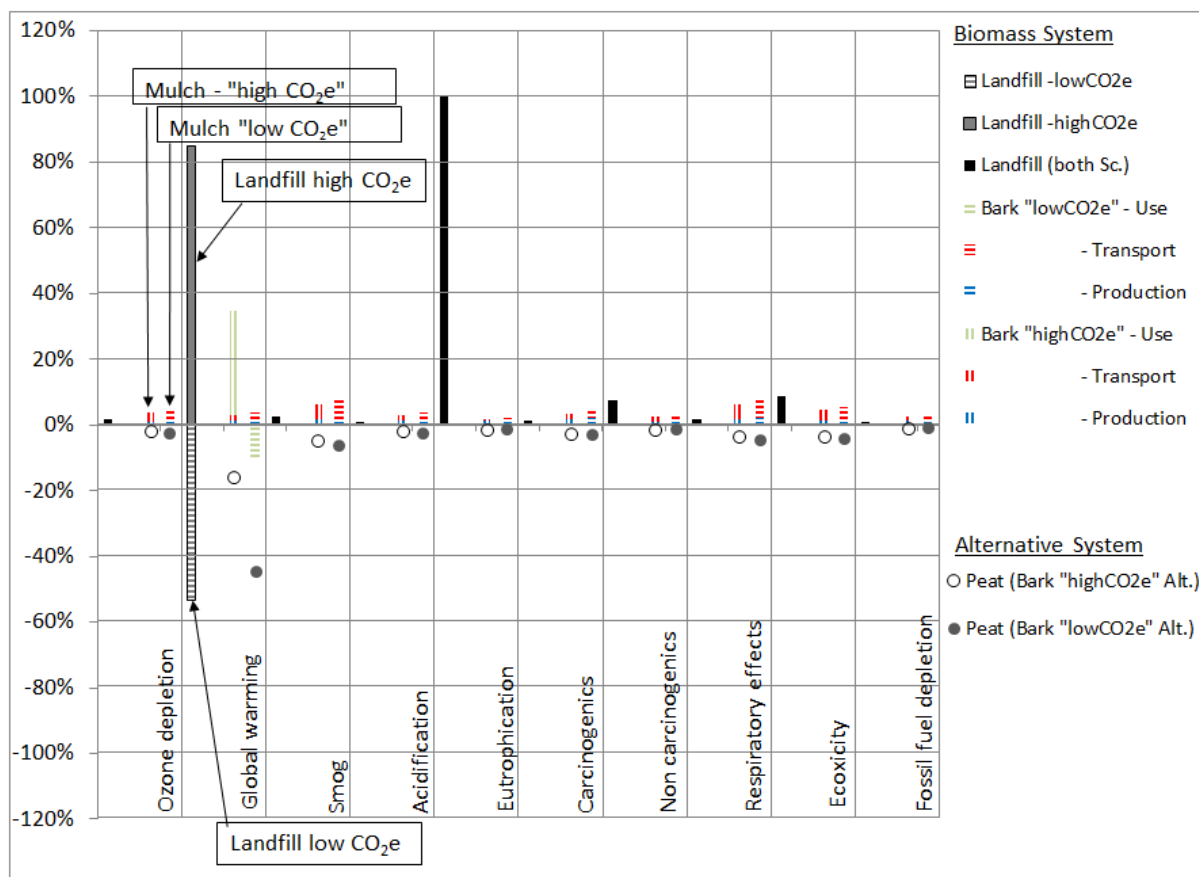 120%
100%
80%
60%
40%
20%
0%
-20%
-40%
-60%
-80%
-100%
-120%
Mulch - "high CO₂e"
Mulch "low CO₂e"
Landfill high CO₂e
Landfill low CO₂e
Ozone depletion
Global warming
Smog
Acidification
Eutrophication
Carcinogenics
Non carcinogenics
Respiratory effects
Ecoxicity
Fossil fuel depletion
Biomass System
Landfill -lowCO2e
Landfill -highCO2e
Landfill (both Sc.)
Bark "lowCO2e" - Use
- Transport
- Production
Bark "highCO2e" - Use
- Transport
- Production
Alternative System
Peat (Bark "highCO2e" Alt.)
Peat (Bark "lowCO2e" Alt.)